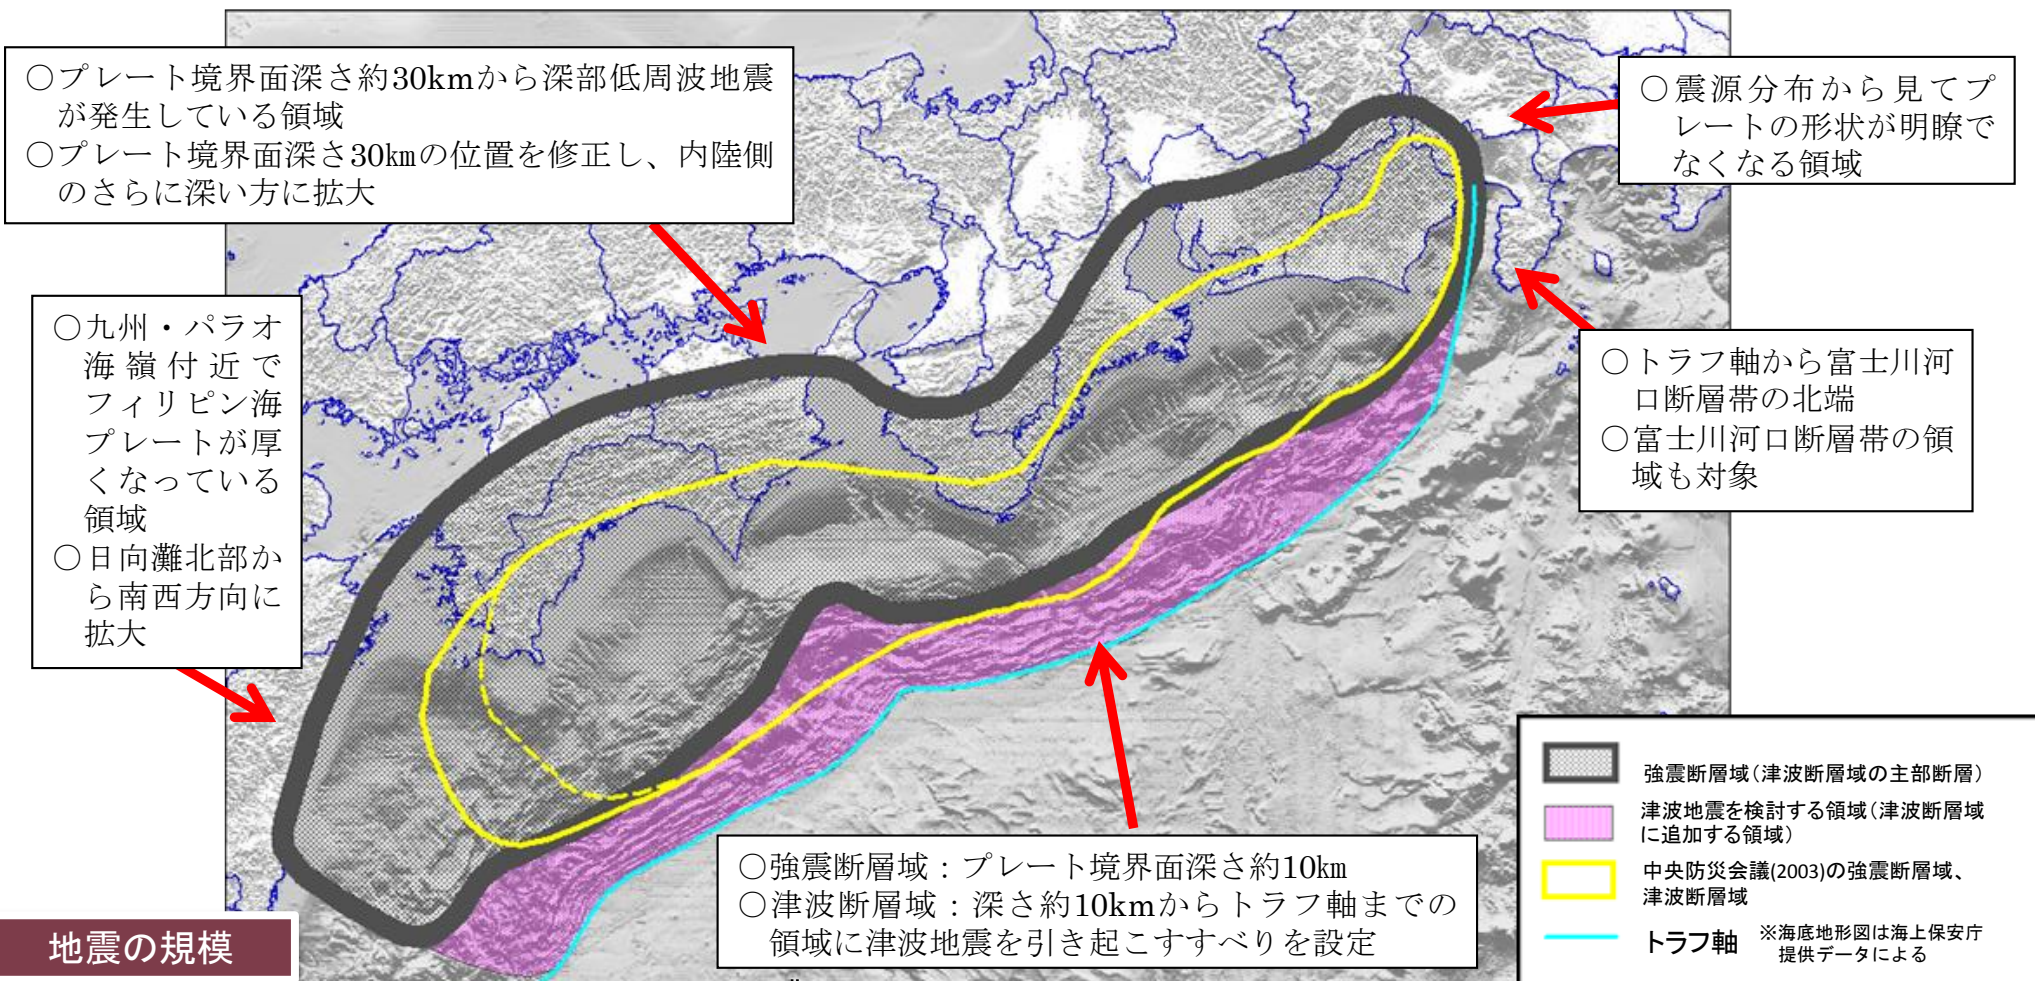 ○プレート境界面深さ約30kmから深部低周波地震
が発生している領域
○プレート境界面深さ30㎞の位置を修正し、内陸側
のさらに深い方に拡大
○震源分布から見てプ
レートの形状が明瞭で
なくなる領域
○九州・パラオ
海嶺付近で
フィリピン海
プレートが厚
くなっている
領域
○日向灘北部か
ら南西方向に
拡大
○トラフ軸から富士川河
口断層帯の北端
○富士川河口断層帯の領
域も対象
○強震断層域：プレート境界面深さ約10㎞
○津波断層域：深さ約10kmからトラフ軸までの
領域に津波地震を引き起こすすべりを設定
強震断層域(津波断層域の主部断層)
津波地震を検討する領域(津波断層域
に追加する領域)
中央防災会議(2003)の強震断層域、
津波断層域
トラフ軸 ※海底地形図は海上保安庁
提供データによる
地震の規模